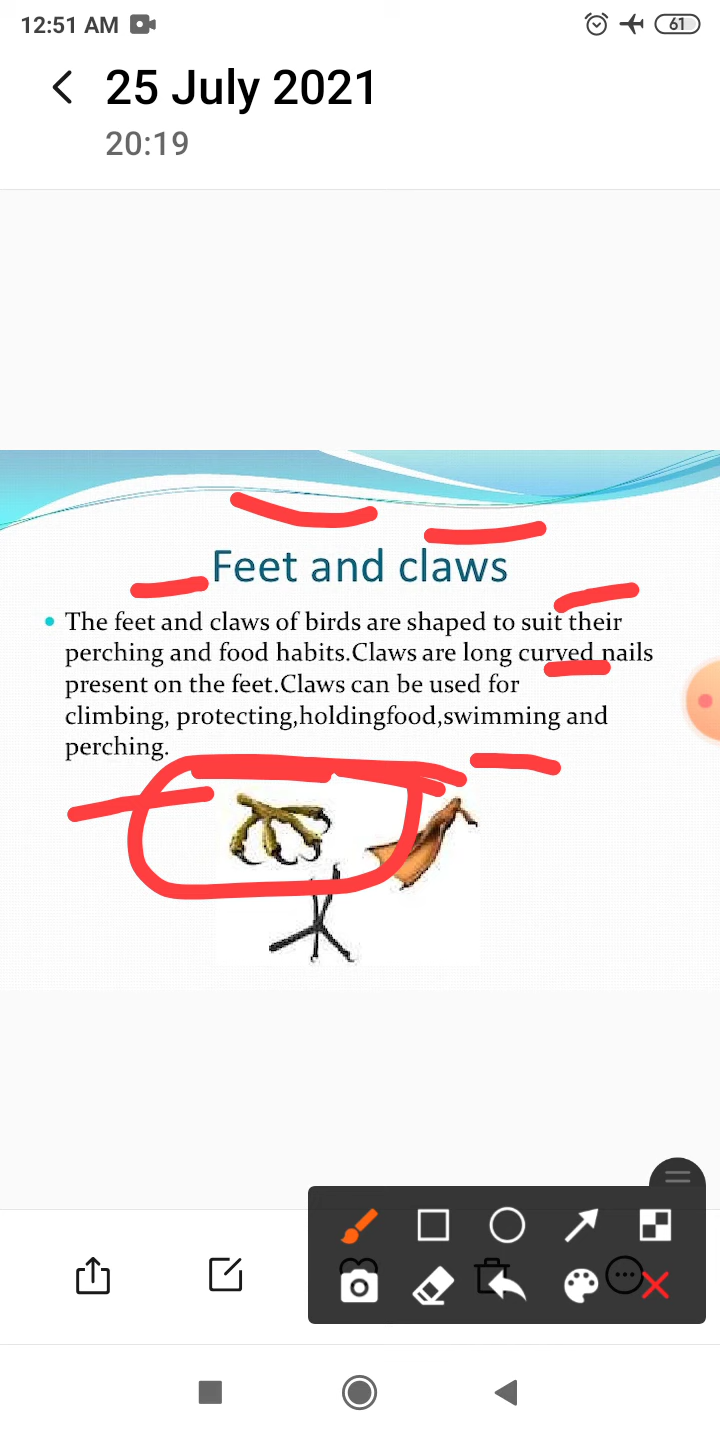 12:51 AM
61
25 July 2021
20:19
Feet and claws
• The feet and claws of birds are shaped to suit their
perching and food habits.Claws are long curved nails
present on the feet.Claws can be used for
climbing, protecting,holdingfood,swimming and
perching.